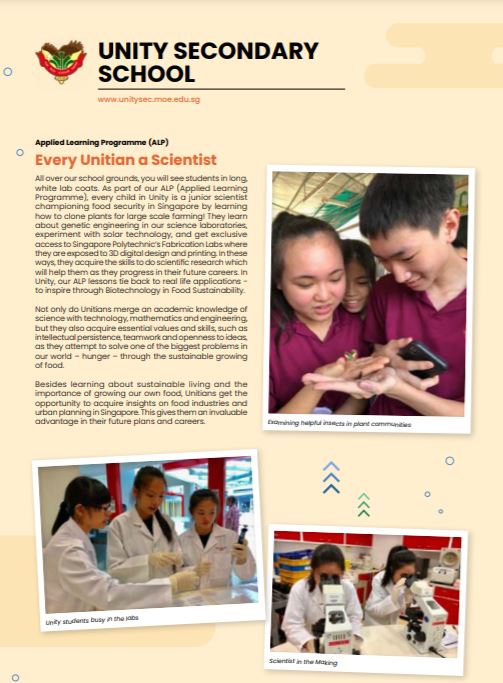 UNITY SECONDARY
SCHOOL
www.unitysec.moe.edu.sg
Applied Learning Programme (ALP)
Every Unitian a Scientist
All over our school grounds, you will see students in long,
white lab coats. As part of our ALP (Applied Learning
Programme), every child in Unity is a junior scientist
championing food security in Singapore by learning
how to clone plants for large scale farming! They learn
about genetic engineering in our science laboratories,
experiment with solar technology, and get exclusive
access to Singapore Polytechnic's Fabrication Labs where
they are exposed to 3D digital design and printing. In these
ways, they acquire the skills to do scientific research which
will help them as they progress in their future careers. In
Unity, our ALP lessons tie back to real life applications -
to inspire through Biotechnology in Food Sustainability.
Not only do Unitians merge an academic knowledge of
science with technology, mathematics and engineering,
but they also acquire essential values and skills, such as
intellectual persistence, teamwork and openness to ideas,
as they attempt to solve one of the biggest problems in
our world – hunger – through the sustainable growing
of food.
Besides learning about sustainable living and the
importance of growing our own food, Unitians get the
opportunity to acquire insights on food industries and
urban planning in Singapore. This gives them an invaluable
advantage in their future plans and careers.
Examining helpful insects in plant communities
Unity students busy in the labs
Scientist in the Making